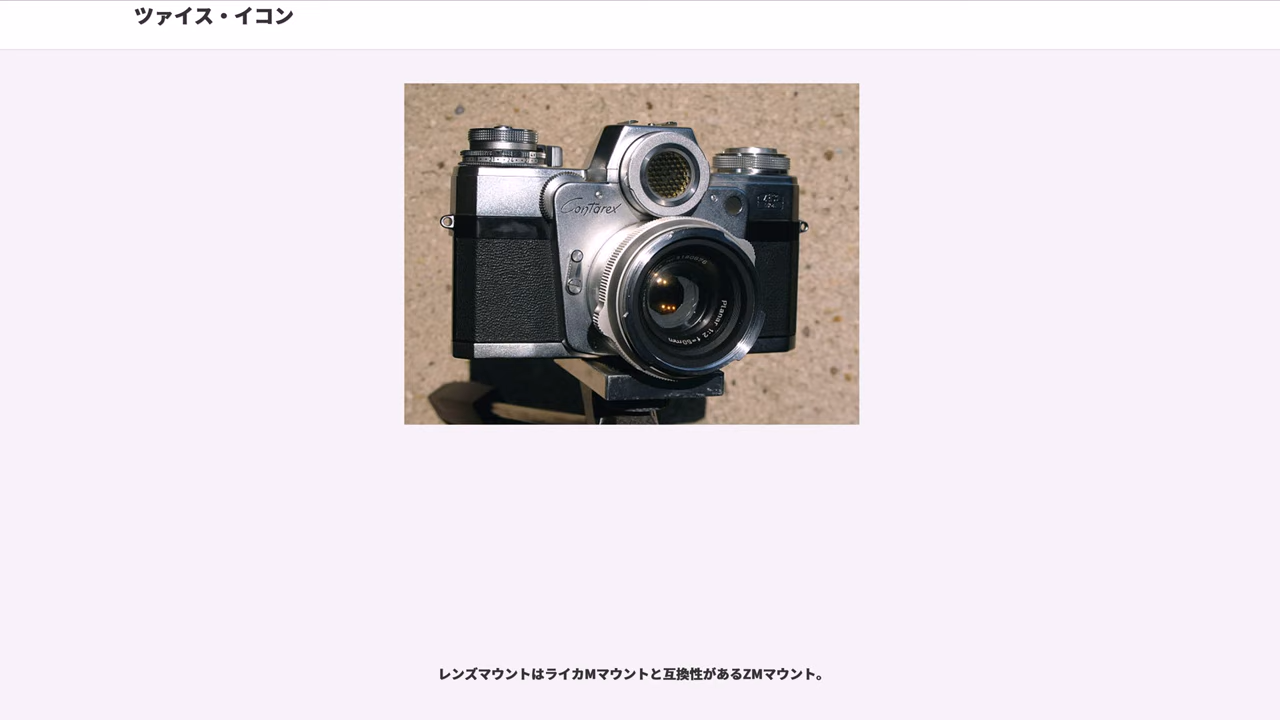 ツァイス・イコン
Contarex
Planar 1:2 f=50mm
レンズマウントはライカMマウントと互換性があるZMマウント。